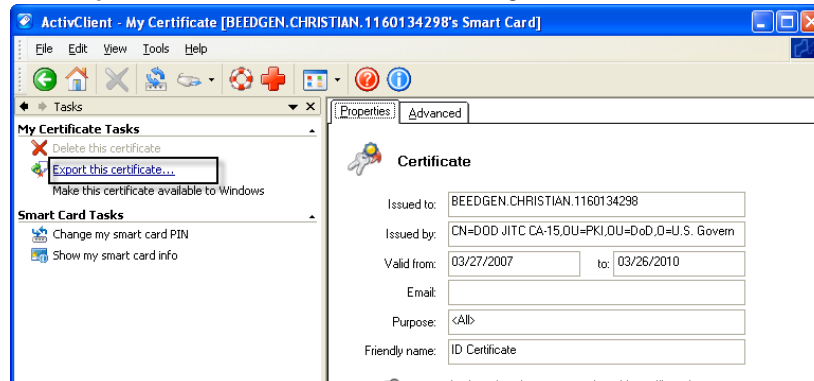 ActivClient - My Certificate [BEEDGEN.CHRISTIAN.1160134298's Smart Card]
File Edit View Tools Help
Tasks
My Certificate Tasks
Delete this certificate
Export this certificate...
Make this certificate available to Windows
Smart Card Tasks
Change my smart card PIN
Show my smart card info
Properties Advanced
Certificate
Issued to: BEEDGEN.CHRISTIAN.1160134298
Issued by: CN=DOD JITC CA-15,OU=PKI,OU=DoD,O=U.S. Govern
Valid from: 03/27/2007 to: 03/26/2010
Email:
Purpose: <All>
Friendly name: ID Certificate